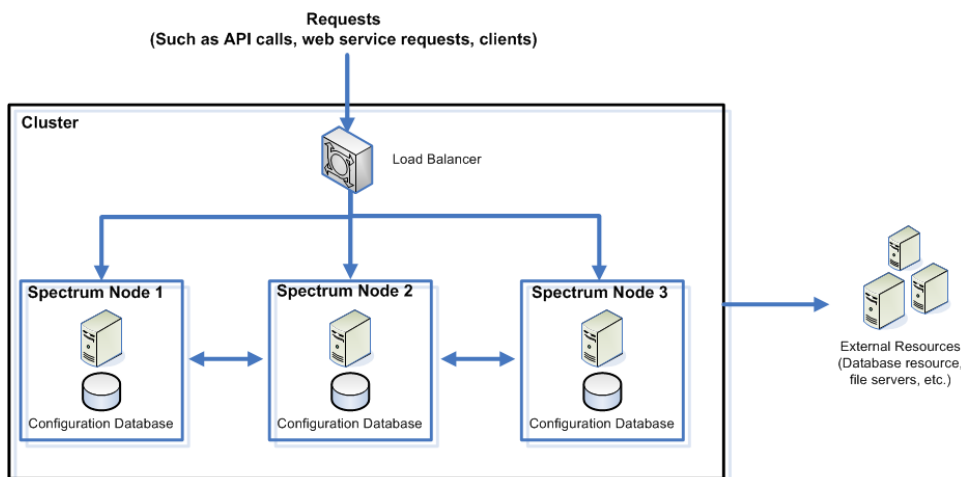 Requests
(Such as API calls, web service requests, clients)
Cluster
Load Balancer
Spectrum Node 1
Spectrum Node 2
Spectrum Node 3
Configuration Database
Configuration Database
Configuration Database
External Resources
(Database resource,
file servers, etc.)